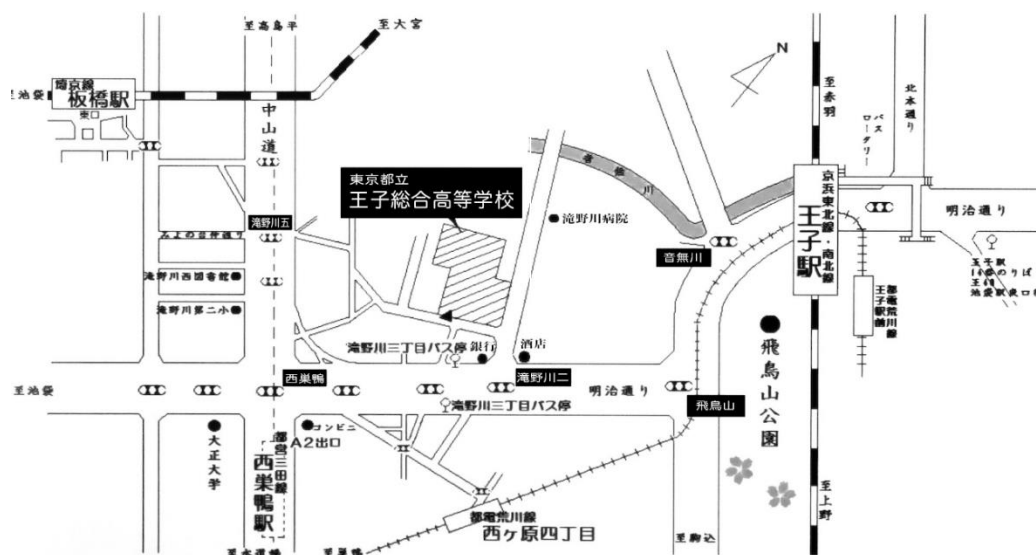 至高島平
至大宮
埼京線
板橋駅
至池袋
東口
中山道
東京都立
王子総合高等学校
滝野川五
滝野川西図書館
滝野川第二小
滝野川病院
音無川
N
至赤羽
バスロータリー
北本通り
京浜東北線・南北線
王子駅
明治通り
都電荒川線
王子駅前
飛鳥山公園
滝野川三丁目バス停
銀行
酒店
西巣鴨
滝野川二
至池袋
明治通り
飛鳥山
滝野川三丁目バス停
コンビニ
A2出口
大正大学
都営三田線
西巣鴨駅
都電荒川線
西ヶ原四丁目
至駒込
至上野